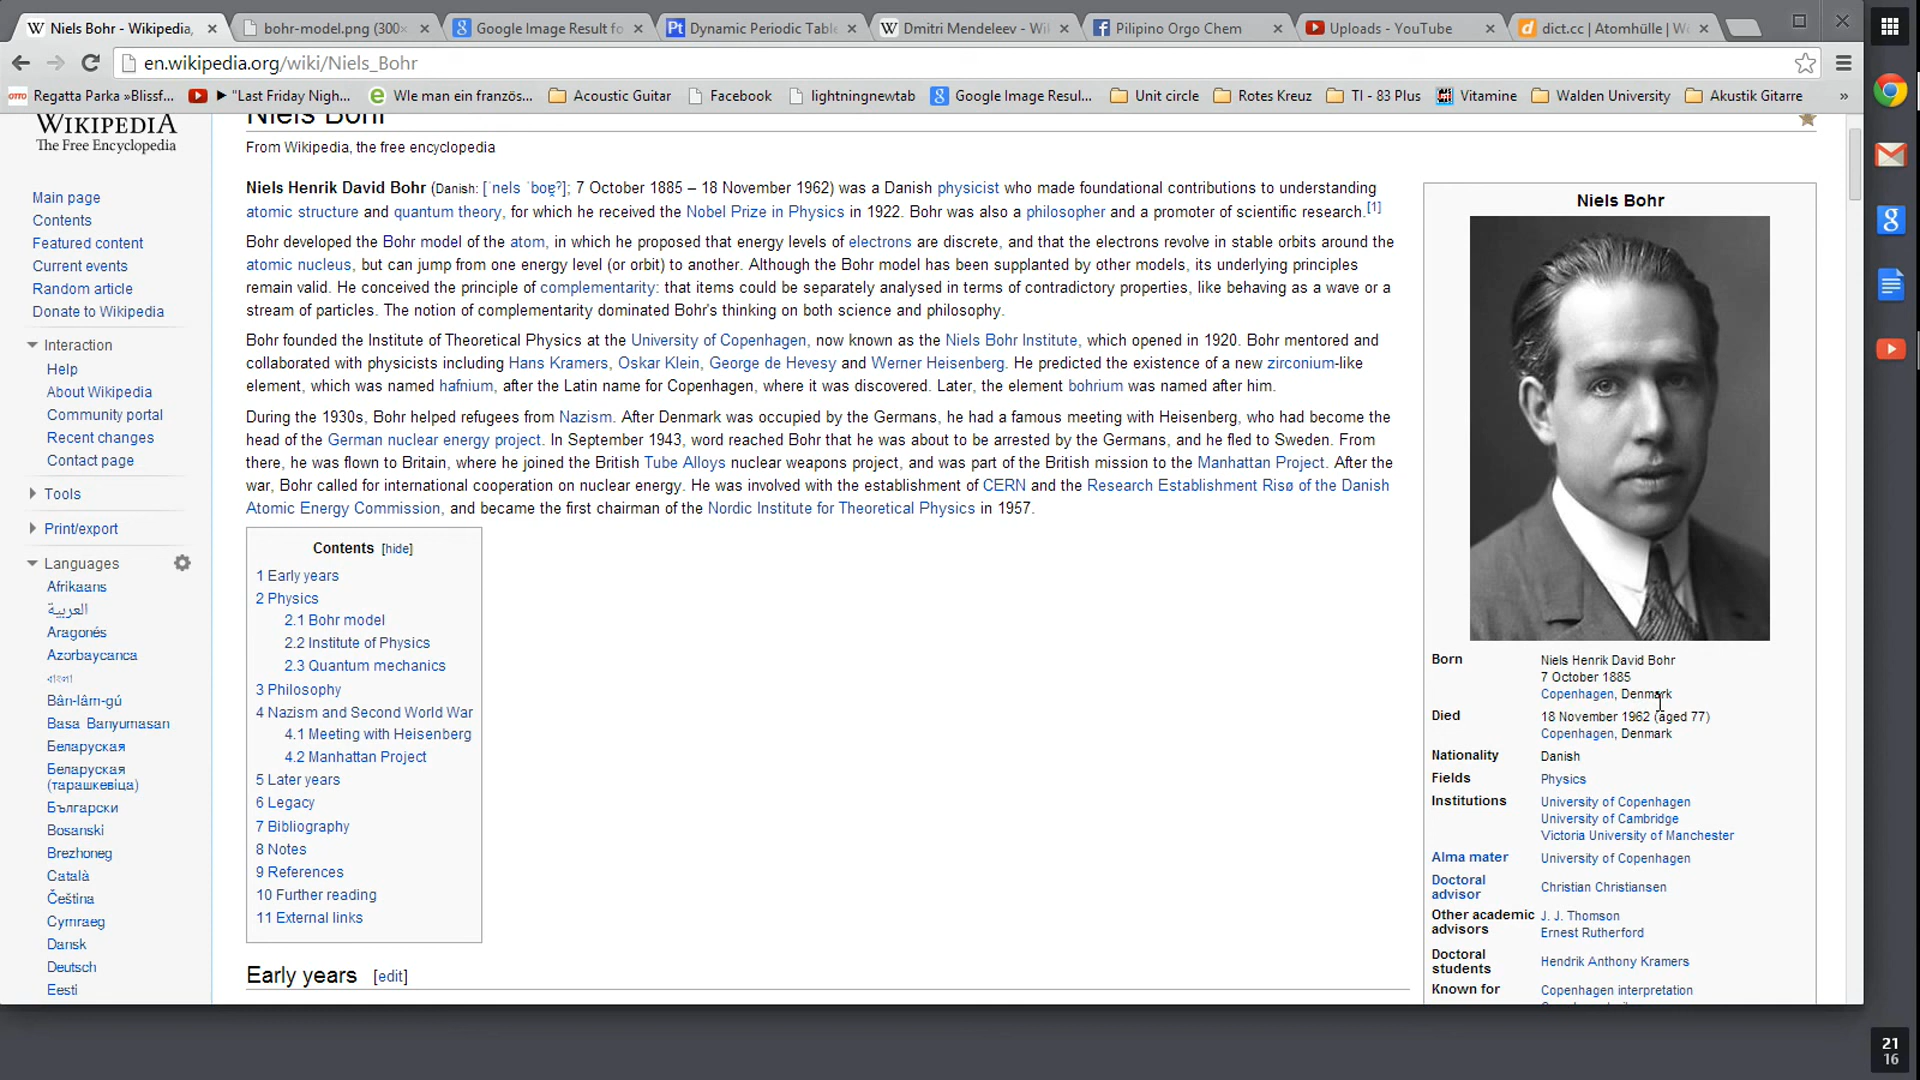 Niels Bohr - Wikipedia,
bohr-model.png (300×
Google Image Result fo
Pt Dynamic Periodic Table
Dmitri Mendeleev - Wi
Pilipino Orgo Chem
Uploads - YouTube
dict.cc | Atomhülle | W
en.wikipedia.org/wiki/Niels_Bohr
OTTO Regatta Parka »Blissf...
▶ "Last Friday Nigh...
WIe man ein französ...
Acoustic Guitar
Facebook
lightningnewtab
Google Image Resul...
Unit circle
Rotes Kreuz
TI - 83 Plus
Vitamine
Walden University
Akustik Gitarre
»
WIKIPEDIA
The Free Encyclopedia
Main page
Contents
Featured content
Current events
Random article
Donate to Wikipedia
Interaction
Help
About Wikipedia
Community portal
Recent changes
Contact page
Tools
Print/export
Languages
Afrikaans
العربية
Aragonés
Azərbaycanca
বাংলা
Bân-lâm-gú
Basa Banyumasan
Беларуская
Беларуская
(тарашкевіца)
Български
Bosanski
Brezhoneg
Català
Čeština
Cymraeg
Dansk
Deutsch
Eesti
Niels Bohr
From Wikipedia, the free encyclopedia
Niels Henrik David Bohr (Danish: [ˈnels ˈboɐ̯ˀ]; 7 October 1885 – 18 November 1962) was a Danish physicist who made foundational contributions to understanding
atomic structure and quantum theory, for which he received the Nobel Prize in Physics in 1922. Bohr was also a philosopher and a promoter of scientific research.[1]
Bohr developed the Bohr model of the atom, in which he proposed that energy levels of electrons are discrete, and that the electrons revolve in stable orbits around the
atomic nucleus, but can jump from one energy level (or orbit) to another. Although the Bohr model has been supplanted by other models, its underlying principles
remain valid. He conceived the principle of complementarity: that items could be separately analysed in terms of contradictory properties, like behaving as a wave or a
stream of particles. The notion of complementarity dominated Bohr's thinking on both science and philosophy.
Bohr founded the Institute of Theoretical Physics at the University of Copenhagen, now known as the Niels Bohr Institute, which opened in 1920. Bohr mentored and
collaborated with physicists including Hans Kramers, Oskar Klein, George de Hevesy and Werner Heisenberg. He predicted the existence of a new zirconium-like
element, which was named hafnium, after the Latin name for Copenhagen, where it was discovered. Later, the element bohrium was named after him.
During the 1930s, Bohr helped refugees from Nazism. After Denmark was occupied by the Germans, he had a famous meeting with Heisenberg, who had become the
head of the German nuclear energy project. In September 1943, word reached Bohr that he was about to be arrested by the Germans, and he fled to Sweden. From
there, he was flown to Britain, where he joined the British Tube Alloys nuclear weapons project, and was part of the British mission to the Manhattan Project. After the
war, Bohr called for international cooperation on nuclear energy. He was involved with the establishment of CERN and the Research Establishment Risø of the Danish
Atomic Energy Commission, and became the first chairman of the Nordic Institute for Theoretical Physics in 1957.
Contents [hide]
1 Early years
2 Physics
2.1 Bohr model
2.2 Institute of Physics
2.3 Quantum mechanics
3 Philosophy
4 Nazism and Second World War
4.1 Meeting with Heisenberg
4.2 Manhattan Project
5 Later years
6 Legacy
7 Bibliography
8 Notes
9 References
10 Further reading
11 External links
Early years [edit]
Niels Bohr
Born Niels Henrik David Bohr
7 October 1885
Copenhagen, Denmark
Died 18 November 1962 (aged 77)
Copenhagen, Denmark
Nationality Danish
Fields Physics
Institutions University of Copenhagen
University of Cambridge
Victoria University of Manchester
Alma mater University of Copenhagen
Doctoral
advisor Christian Christiansen
Other academic J. J. Thomson
advisors Ernest Rutherford
Doctoral
students Hendrik Anthony Kramers
Known for Copenhagen interpretation
21
16